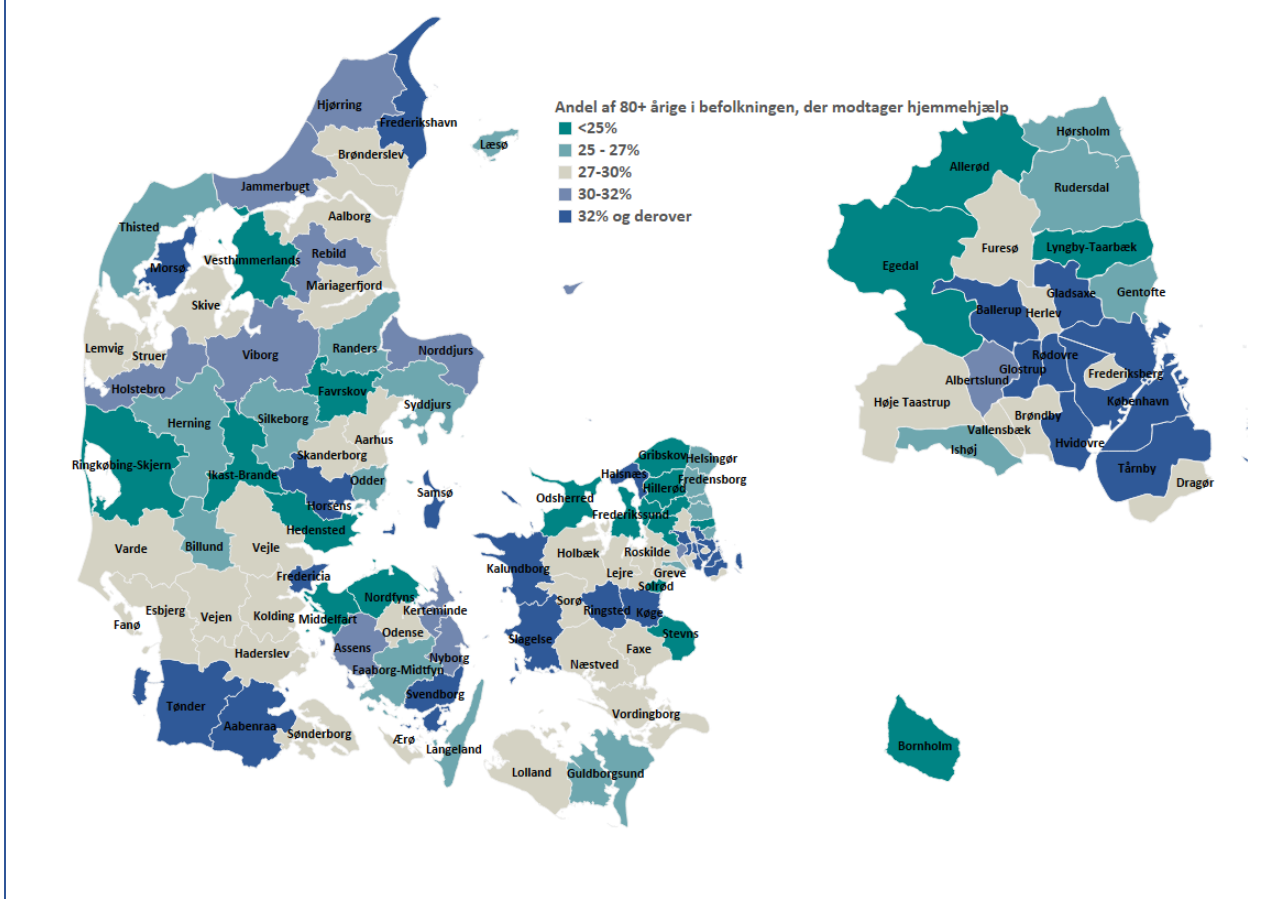 Andel af 80+ årige i befolkningen, der modtager hjemmehjælp
<25%
25 - 27%
27-30%
30-32%
32% og derover
Hjørring
Frederikshavn
Læsø
Brønderslev
Jammerbugt
Aalborg
Thisted
Rebild
Vesthimmerlands
Morsø
Mariagerfjord
Skive
Lemvig
Struer
Viborg
Randers
Norddjurs
Holstebro
Favrskov
Syddjurs
Herning
Silkeborg
Aarhus
Skanderborg
Ringkøbing-Skjern
Ikast-Brande
Odder
Samsø
Horsens
Hedensted
Varde
Billund
Vejle
Fredericia
Esbjerg
Vejen
Kolding
Fanø
Haderslev
Tønder
Aabenraa
Sønderborg
Middelfart
Nordfyns
Kerteminde
Odense
Assens
Nyborg
Faaborg-Midtfyn
Svendborg
Ærø
Langeland
Gribskov
Helsingør
Halsnæs
Fredensborg
Hillerød
Odsherred
Frederikssund
Holbæk
Roskilde
Kalundborg
Lejre
Greve
Solrød
Sorø
Ringsted
Køge
Slagelse
Stevns
Faxe
Næstved
Vordingborg
Lolland
Guldborgsund
Hørsholm
Allerød
Rudersdal
Furesø
Lyngby-Taarbæk
Egedal
Gladsaxe
Gentofte
Ballerup
Herlev
Rødovre
Glostrup
Frederiksberg
Albertslund
Høje Taastrup
København
Brøndby
Vallensbæk
Hvidovre
Ishøj
Tårnby
Dragør
Bornholm